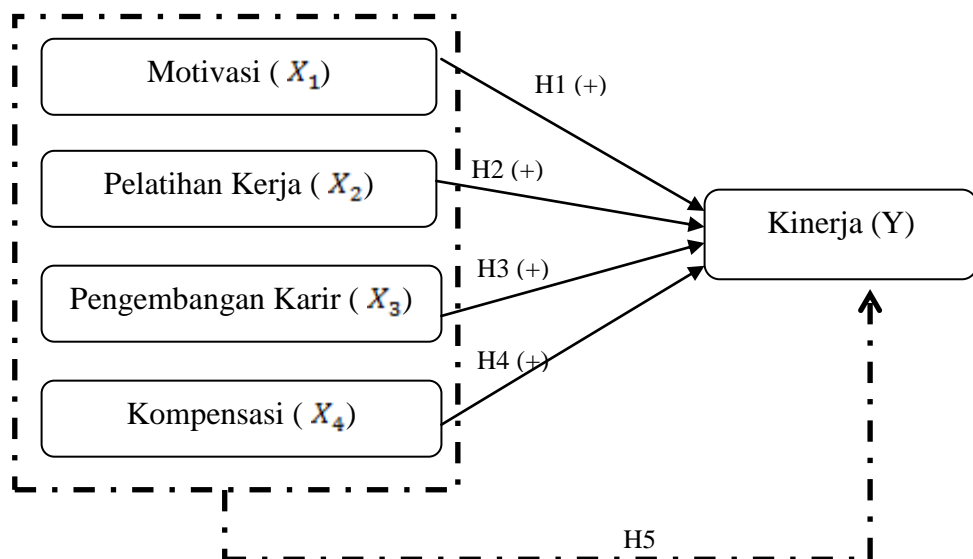 Motivasi ( X₁)
H1 (+)
Pelatihan Kerja ( X₂)
H2 (+)
Kinerja (Y)
Pengembangan Karir ( X₃)
H3 (+)
Kompensasi ( X₄)
H4 (+)
H5